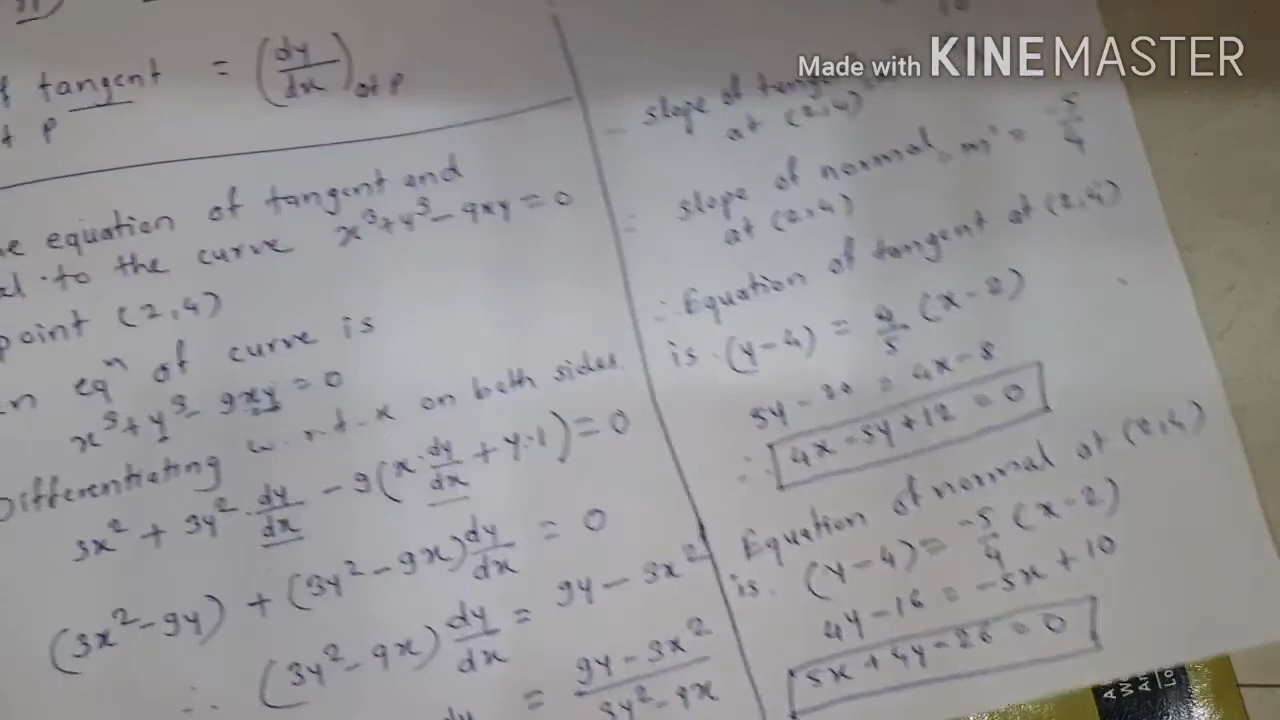 Made with KINEMASTER
tangent = (dy/dx) at P
at P
equation of tangent and
to the curve x³+y³-9xy=0
point (2,4)
eqⁿ of curve is
x³+y³-9xy=0
Differentiating w.r.t.x on both sides.
3x² + 3y² dy/dx - 9(x·dy/dx + y·1) = 0
(3x²-9y) + (3y²-9x) dy/dx = 0
∴ (3y²-9x) dy/dx = 9y-3x²
= 9y-3x²/3y²-9x
slope of
at (2,4)
∴ slope of normal, m' = -5/4
at (2,4)
∴ Equation of tangent at (2,4)
is (y-4) = 4/5 (x-2)
5y-20 = 4x-8
∴ 4x-5y+12=0
Equation of normal at (2,4)
is. (y-4) = -5/4 (x-2)
4y-16 = -5x+10
5x+4y-26=0